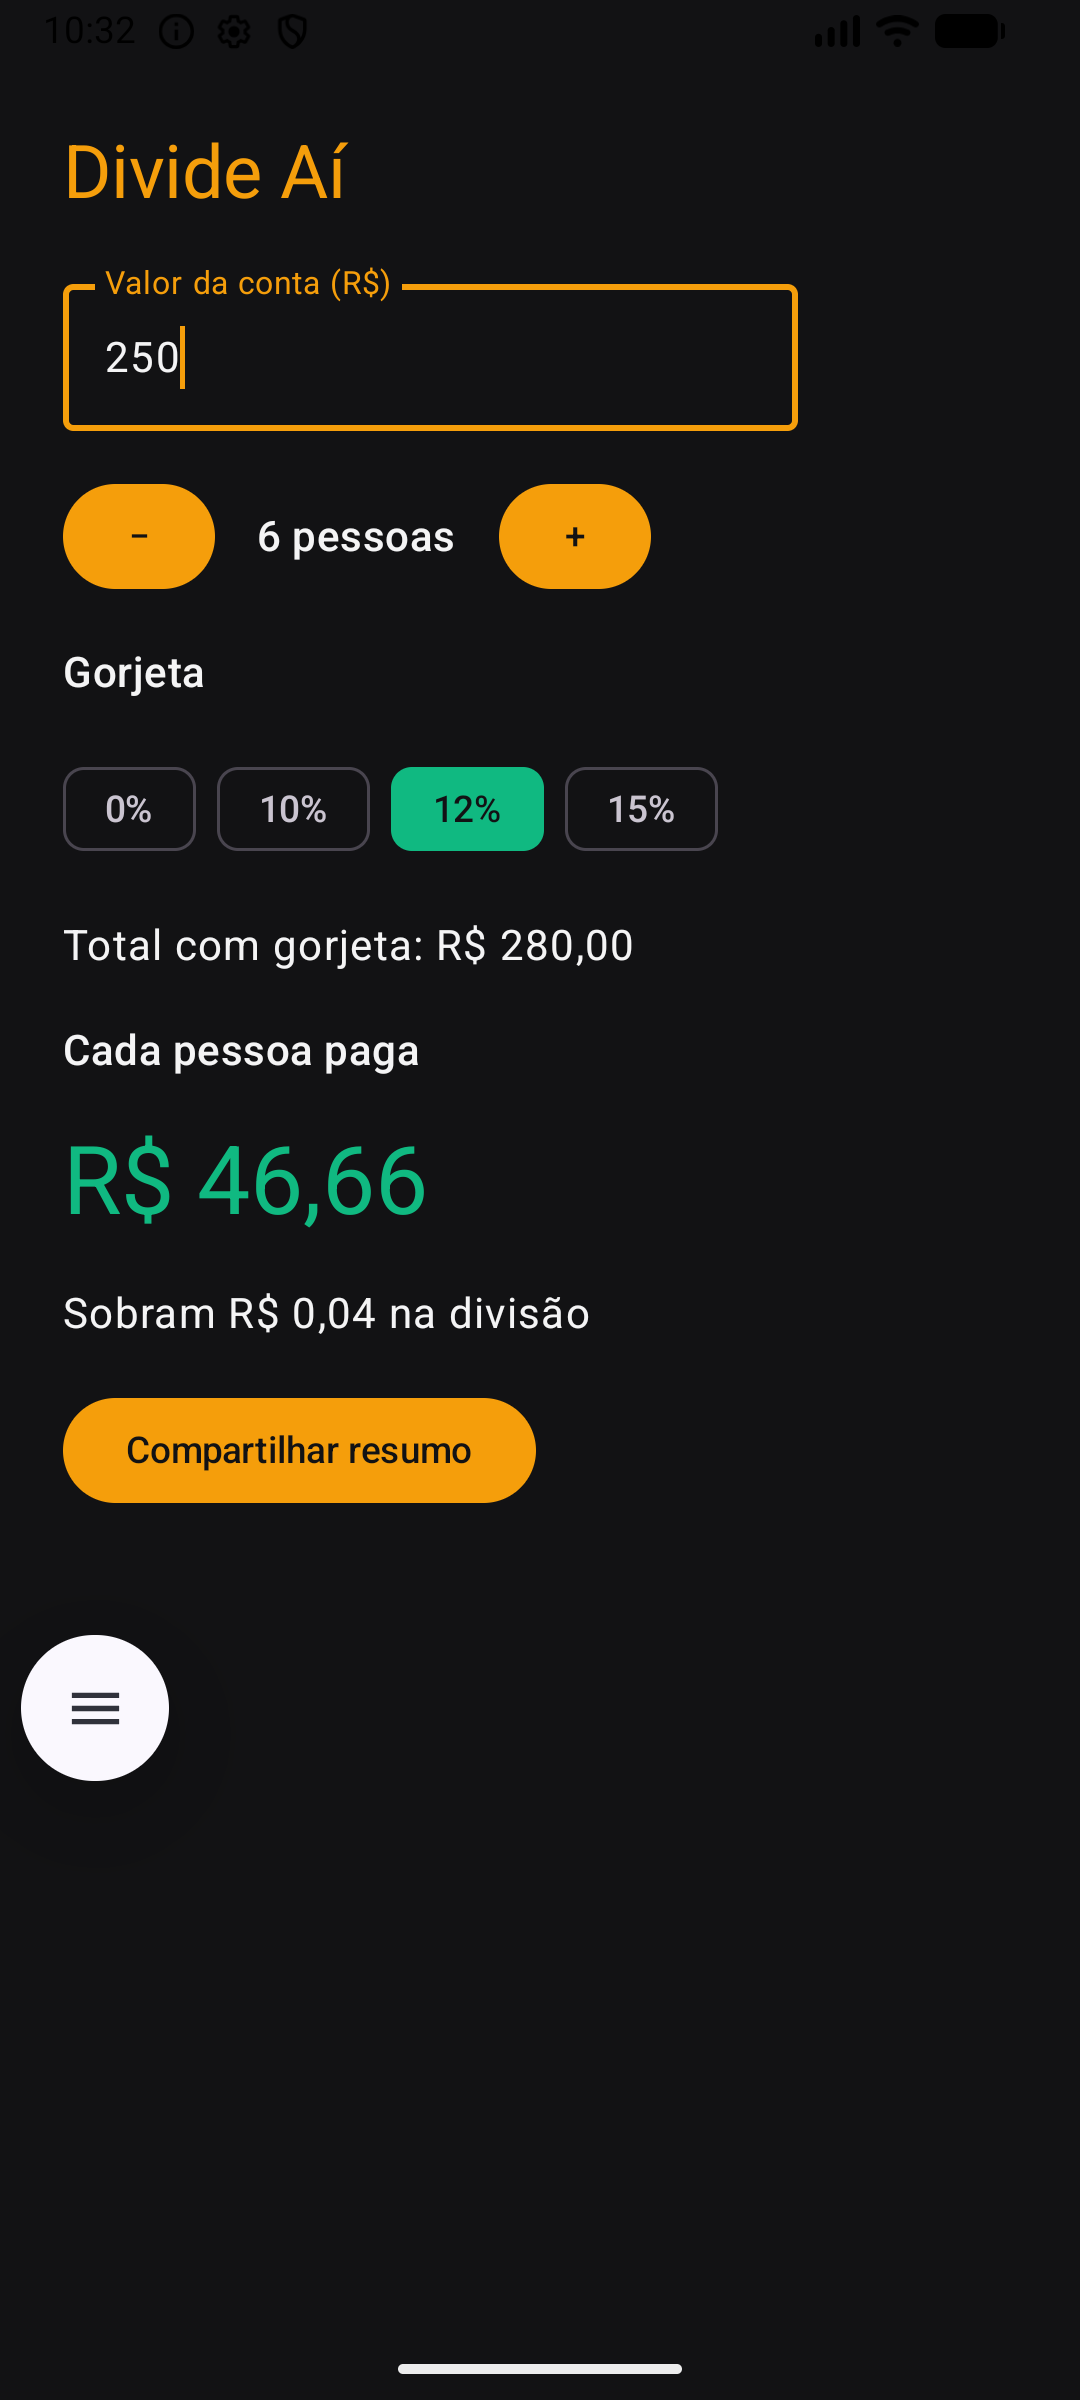 10:32
Divide Aí
Valor da conta (R$)
250
− 6 pessoas +
Gorjeta
0% 10% 12% 15%
Total com gorjeta: R$ 280,00
Cada pessoa paga
R$ 46,66
Sobram R$ 0,04 na divisão
Compartilhar resumo